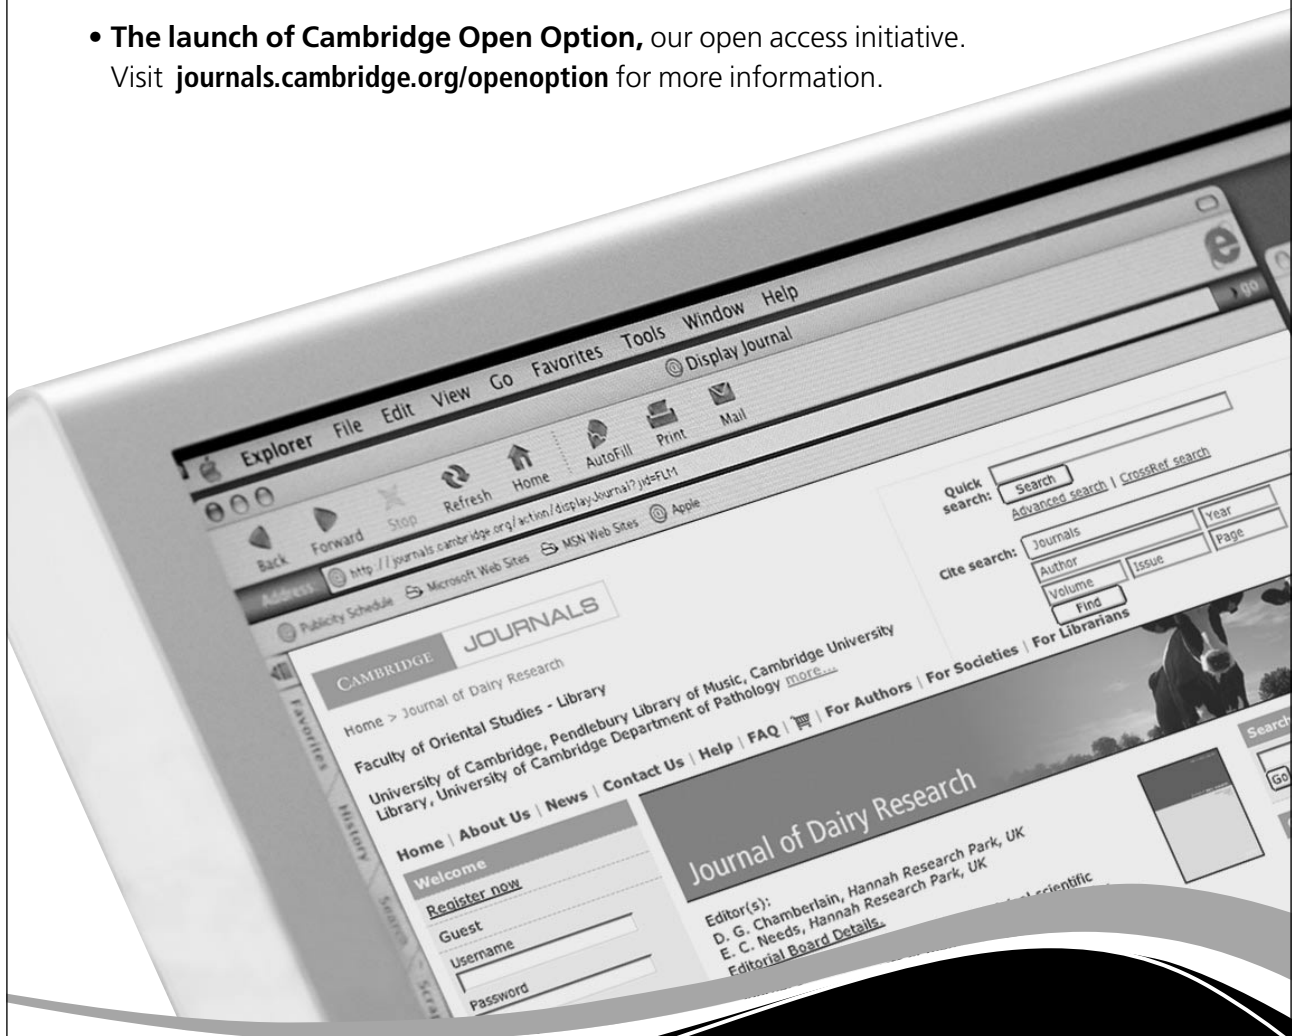 • The launch of Cambridge Open Option, our open access initiative.
Visit journals.cambridge.org/openoption for more information.
Explorer File Edit View Go Favorites Tools Window Help
Display Journal
Back Forward Stop Refresh Home AutoFill Print Mail
Address http://journals.cambridge.org/action/displayJournal?jid=FLM go
Publicity Schedule Microsoft Web Sites MSN Web Sites Apple
CAMBRIDGE JOURNALS
Quick search: Search
Advanced search | CrossRef search
Cite search: Journals Year
Author Page
Volume Issue
Find
Home > Journal of Dairy Research
Faculty of Oriental Studies - Library
University of Cambridge, Pendlebury Library of Music, Cambridge University
Library, University of Cambridge Department of Pathology more...
Home | About Us | News | Contact Us | Help | FAQ | For Authors | For Societies | For Librarians
Favorites
History
Search
Welcome
Register now
Guest
Username
Password
Journal of Dairy Research
Editor(s):
D. G. Chamberlain, Hannah Research Park, UK
E. C. Needs, Hannah Research Park, UK
Editorial Board Details.
scientific
Search
Go